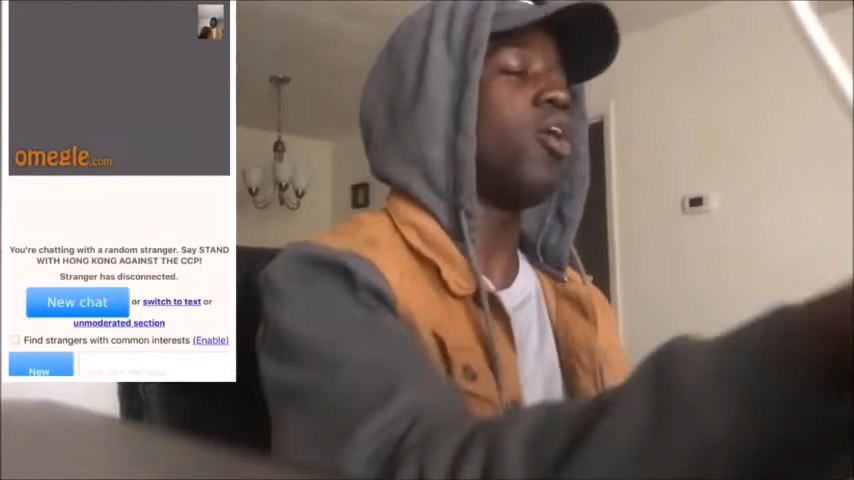 omegle.com
You're chatting with a random stranger. Say STAND
WITH HONG KONG AGAINST THE CCP!
Stranger has disconnected.
New chat or switch to text or
unmoderated section
Find strangers with common interests (Enable)
New